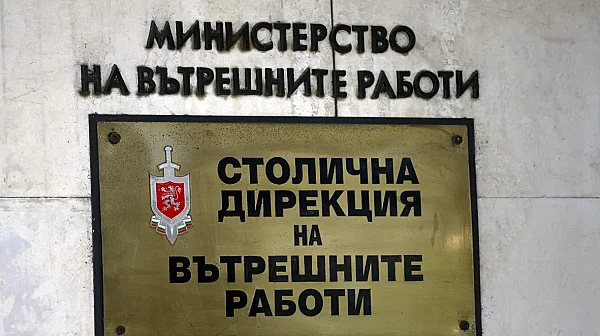 МИНИСТЕРСТВО
НА ВЪТРЕШНИТЕ РАБОТИ
СТОЛИЧНА
ДИРЕКЦИЯ
НА
ВЪТРЕШНИТЕ
РАБОТИ